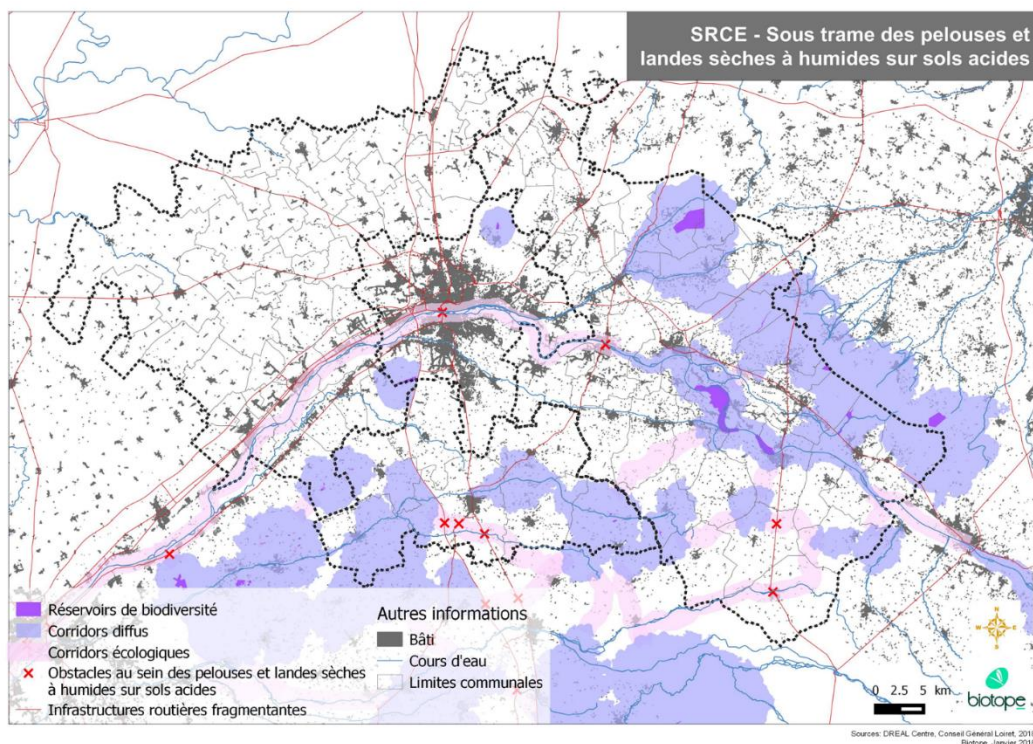 SRCE - Sous trame des pelouses et
landes sèches à humides sur sols acides
Réservoirs de biodiversité
Corridors diffus
Corridors écologiques
Obstacles au sein des pelouses et landes sèches
à humides sur sols acides
Infrastructures routières fragmentantes
Autres informations
Bâti
Cours d'eau
Limites communales
N
W E
S
0 2.5 5 km
biotope
Sources: DREAL Centre, Conseil Général Loiret,
Biotope, Janvier